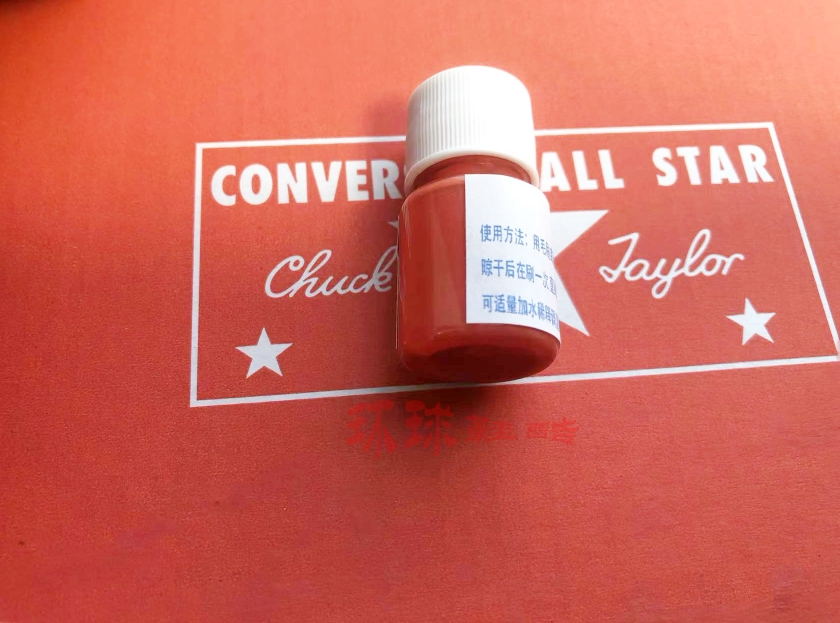 CONVER ALL STAR
Chuck Taylor
使用方法：用毛
晾干后在刷一次
可适量加水稀释
环球